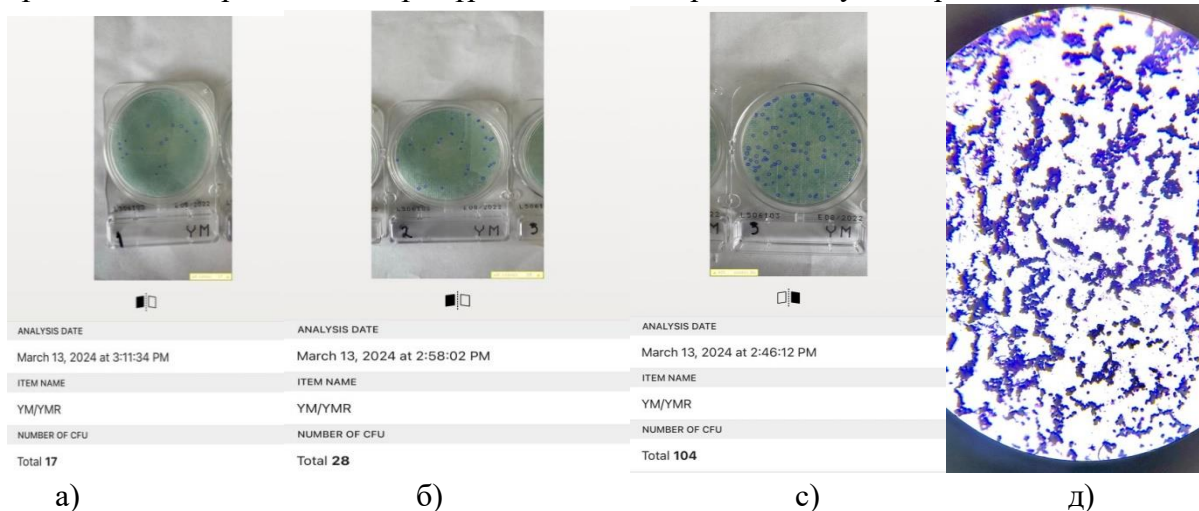 ANALYSIS DATE
March 13, 2024 at 3:11:34 PM
ITEM NAME
YM/YMR
NUMBER OF CFU
Total 17
а)
1
YM
ANALYSIS DATE
March 13, 2024 at 2:58:02 PM
ITEM NAME
YM/YMR
NUMBER OF CFU
Total 28
б)
2
YM
3
ANALYSIS DATE
March 13, 2024 at 2:46:12 PM
ITEM NAME
YM/YMR
NUMBER OF CFU
Total 104
с)
L506103 E08/2022
3
YM
д)